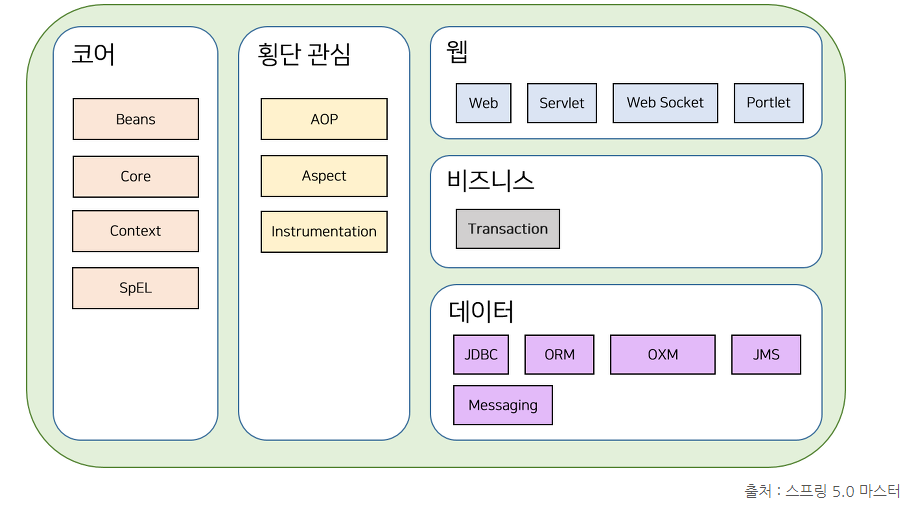 코어
Beans
Core
Context
SpEL
횡단 관심
AOP
Aspect
Instrumentation
웹
Web Servlet Web Socket Portlet
비즈니스
Transaction
데이터
JDBC ORM OXM JMS
Messaging
출처 : 스프링 5.0 마스터